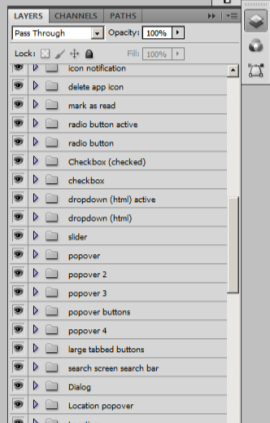 LAYERS CHANNELS PATHS
Pass Through Opacity: 100%
Lock: Fill: 100%
icon notification
delete app icon
mark as read
radio button active
radio button
Checkbox (checked)
checkbox
dropdown (html) active
dropdown (html)
slider
popover
popover 2
popover 3
popover buttons
popover 4
large tabbed buttons
search screen search bar
Dialog
Location popover